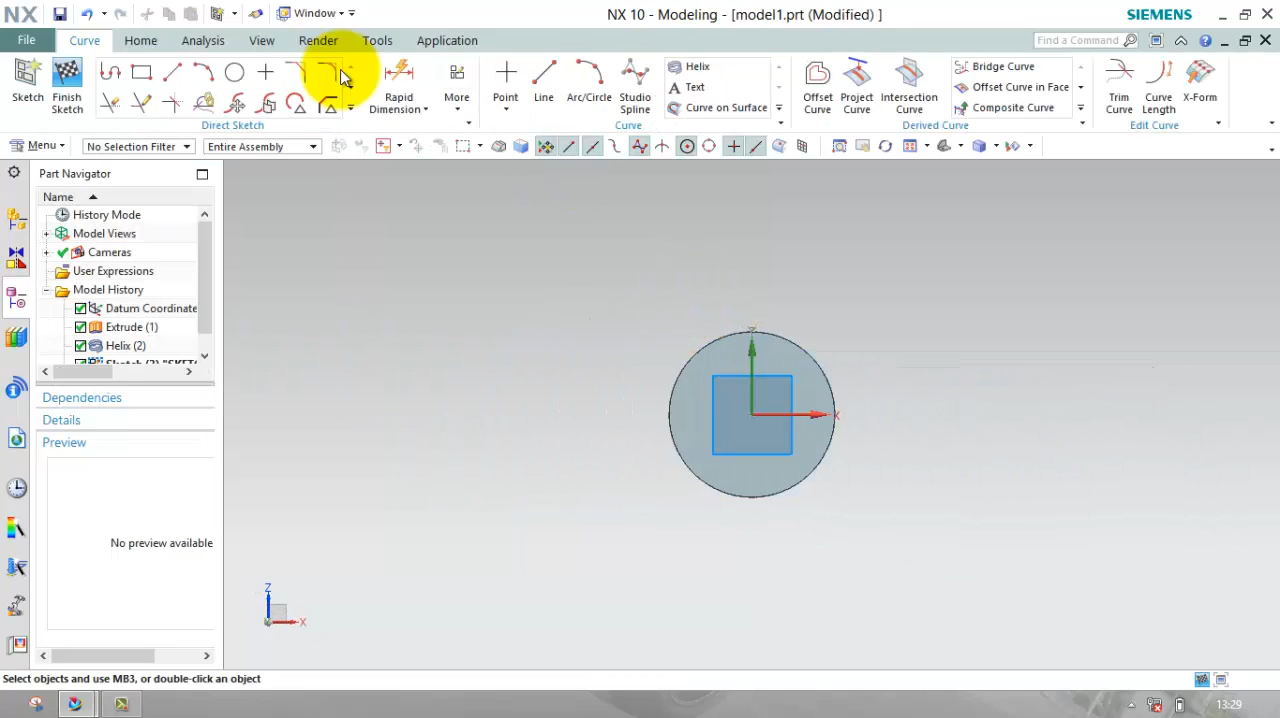 NX
Window
NX 10 - Modeling - [model1.prt (Modified) ]
SIEMENS
File
Curve
Home
Analysis
View
Render
Tools
Application
Find a Command
Sketch
Finish Sketch
Rapid Dimension
More
Direct Sketch
Point
Line
Arc/Circle
Studio Spline
Helix
Text
Curve on Surface
Curve
Offset Curve
Project Curve
Intersection Curve
Bridge Curve
Offset Curve in Face
Composite Curve
Derived Curve
Trim Curve
Curve Length
X-Form
Edit Curve
Menu
No Selection Filter
Entire Assembly
Part Navigator
Name
History Mode
Model Views
Cameras
User Expressions
Model History
Datum Coordinate
Extrude (1)
Helix (2)
Dependencies
Details
Preview
No preview available
X
Z
X
Select objects and use MB3, or double-click an object
13:29